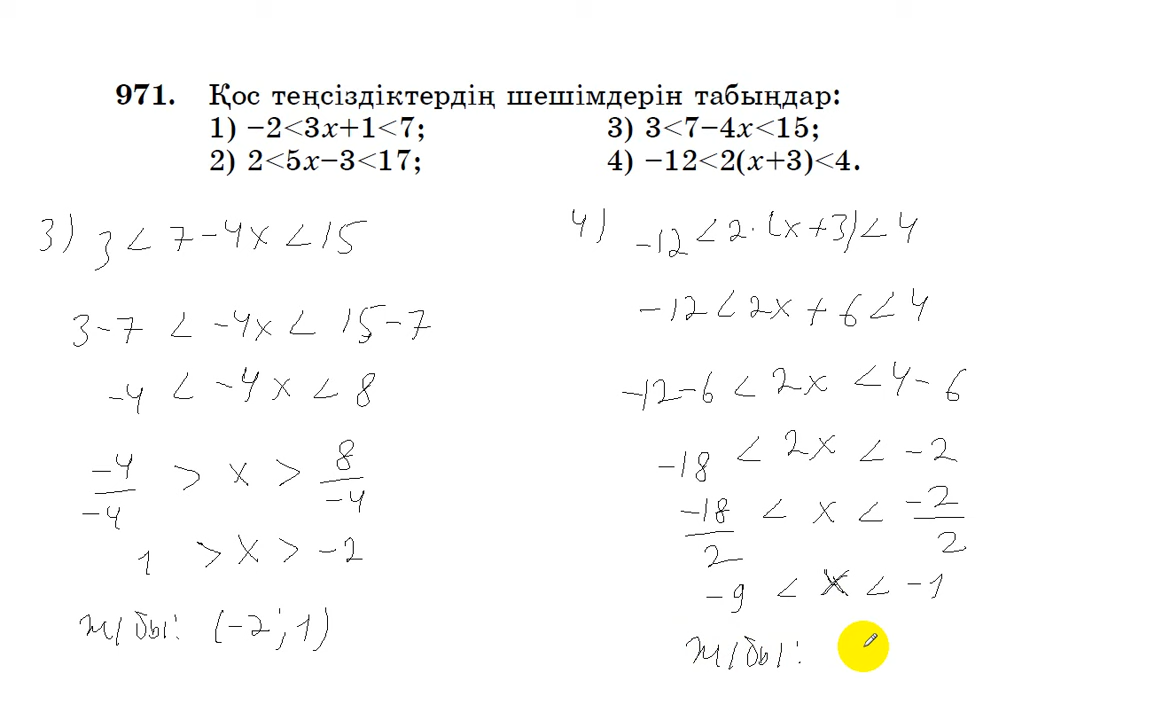 971. Қос теңсіздіктердің шешімдерін табыңдар:
1) −2<3x+1<7; 3) 3<7−4x<15;
2) 2<5x−3<17; 4) −12<2(x+3)<4.
3) 3 < 7 - 4x < 15
3-7 < -4x < 15-7
-4 < -4x < 8
-4/-4 > x > 8/-4
1 > x > -2
Ж/бы: (-2; 1)
4) -12 < 2·(x+3) < 4
-12 < 2x + 6 < 4
-12-6 < 2x < 4-6
-18 < 2x < -2
-18/2 < x < -2/2
-9 < x < -1
Ж/бы: